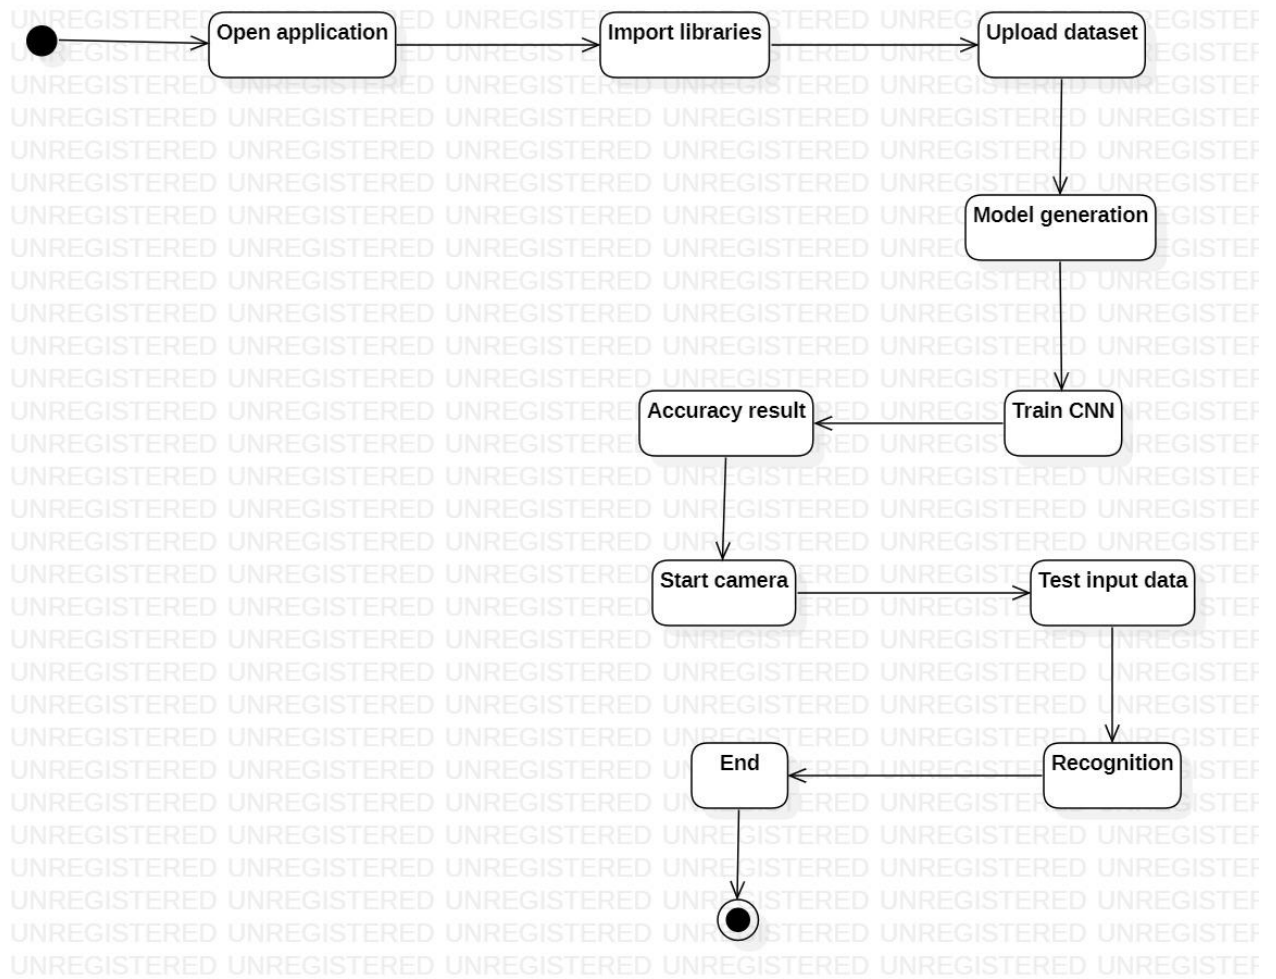 Open application
Import libraries
Upload dataset
Model generation
Accuracy result
Train CNN
Start camera
Test input data
End
Recognition
UNREGISTERED